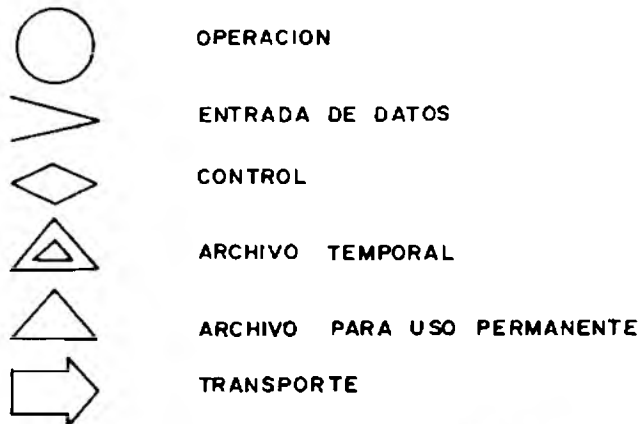 OPERACION
ENTRADA DE DATOS
CONTROL
ARCHIVO TEMPORAL
ARCHIVO PARA USO PERMANENTE
TRANSPORTE